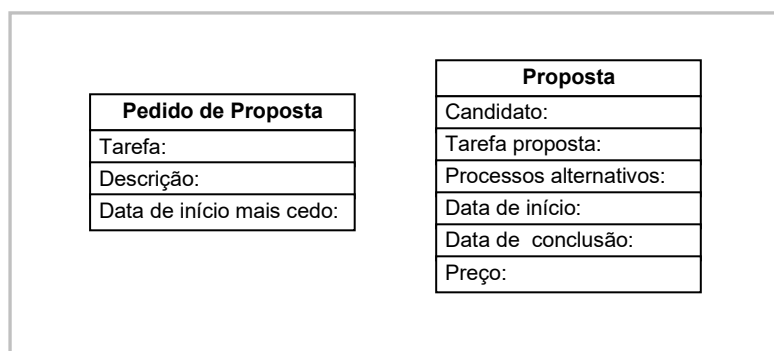 Pedido de Proposta
Tarefa:
Descrição:
Data de início mais cedo:
Proposta
Candidato:
Tarefa proposta:
Processos alternativos:
Data de início:
Data de  conclusão:
Preço: